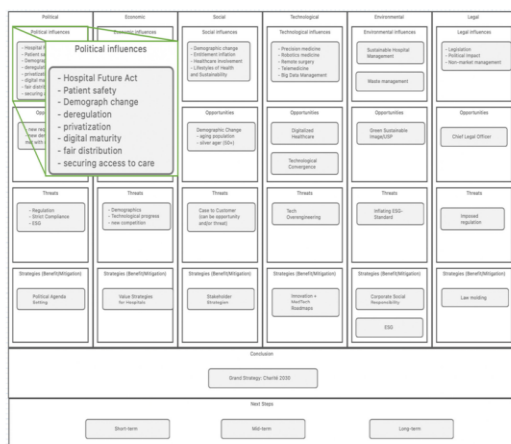 Political
Economic
Social
Technological
Environmental
Legal
Political influences
Economic influences
Social influences
Technological influences
Environmental influences
Legal influences
Political influences
- Hospital Future Act
- Patient safety
- Demograph change
- deregulation
- privatization
- digital maturity
- fair distribution
- securing access to care
- Demographic change
- Entitlement inflation
- Healthcare involvement
- Lifestyles of Health
and Sustainability
- Precision medicine
- Robotics medicine
- Remote surgery
- Telemedicine
- Big Data Management
Sustainable Hospital
Management
Waste management
- Legislation
- Political impact
- Non-market management
Opportunities
Opportunities
Opportunities
Opportunities
Demographic Change
- aging population
- silver ager (50+)
Digitalized
Healthcare
Technological
Convergence
Green Sustainable
Image/USP
Chief Legal Officer
Threats
Threats
Threats
Threats
Threats
Threats
- Regulation
- Strict Compliance
- ESG
- Demographics
- Technological progress
- new competition
Case to Customer
(can be opportunity
and/or threat)
Tech
Overengineering
Inflating ESG-
Standard
Imposed
regulation
Strategies (Benefit/Mitigation)
Strategies (Benefit/Mitigation)
Strategies (Benefit/Mitigation)
Strategies (Benefit/Mitigation)
Strategies (Benefit/Mitigation)
Strategies (Benefit/Mitigation)
Political Agenda
Setting
Value Strategies
for Hospitals
Stakeholder
Strategies
Innovation +
MedTech
Roadmaps
Corporate Social
Responsibility
ESG
Law molding
Conclusion
Grand Strategy: Charité 2030
Next Steps
Short-term
Mid-term
Long-term